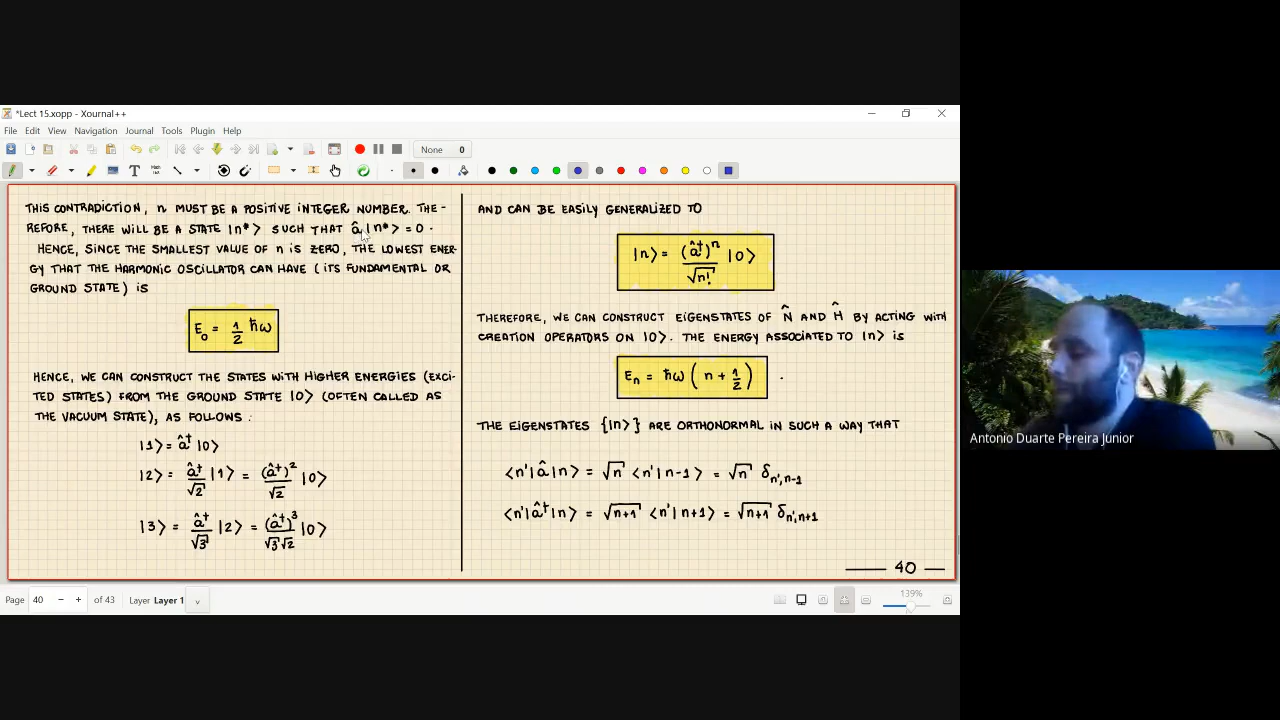 *Lect 15.xopp - Xournal++
File Edit View Navigation Journal Tools Plugin Help
None 0
THIS CONTRADICTION, n MUST BE A POSITIVE INTEGER NUMBER. THE-
REFORE, THERE WILL BE A STATE |n*> SUCH THAT â|n*> = 0.
HENCE, SINCE THE SMALLEST VALUE OF n IS ZERO, THE LOWEST ENER-
GY THAT THE HARMONIC OSCILLATOR CAN HAVE (ITS FUNDAMENTAL OR
GROUND STATE) IS
E₀ = 1/2 ħω
HENCE, WE CAN CONSTRUCT THE STATES WITH HIGHER ENERGIES (EXCI-
TED STATES) FROM THE GROUND STATE |0> (OFTEN CALLED AS
THE VACUUM STATE), AS FOLLOWS:
|1> = â†|0>
|2> = â†/√2 |1> = (â†)²/√2 |0>
|3> = â†/√3 |2> = (â†)³/√3√2 |0>
AND CAN BE EASILY GENERALIZED TO
|n> = (â†)ⁿ/√n! |0>
THEREFORE, WE CAN CONSTRUCT EIGENSTATES OF N̂ AND Ĥ BY ACTING WITH
CREATION OPERATORS ON |0>. THE ENERGY ASSOCIATED TO |n> IS
Eₙ = ħω(n + 1/2).
THE EIGENSTATES {|n>} ARE ORTHONORMAL IN SUCH A WAY THAT
<n'|â|n> = √n <n'|n-1> = √n δn',n-1
<n'|â†|n> = √n+1 <n'|n+1> = √n+1 δn',n+1
40
Page 40 − + of 43 Layer Layer 1
139%
Antonio Duarte Pereira Junior